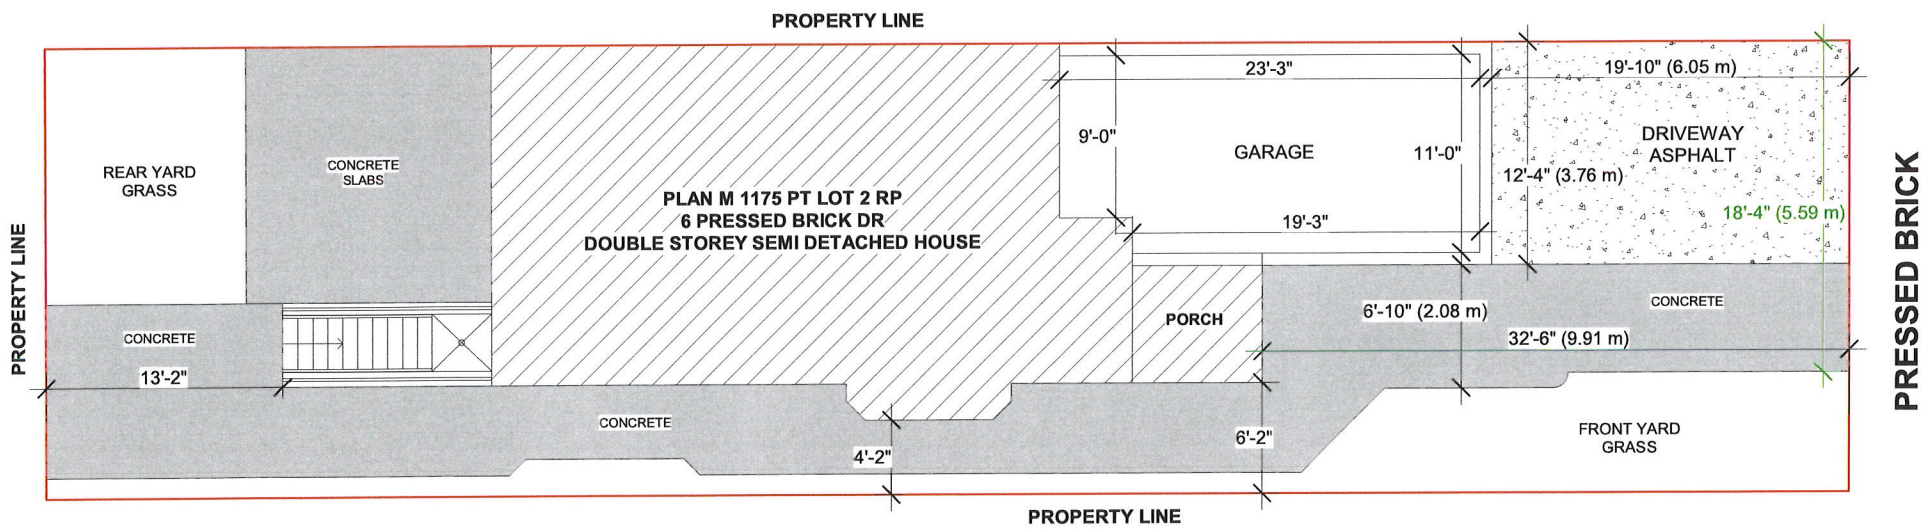 PROPERTY LINE
23'-3"
19'-10" (6.05 m)
9'-0"
GARAGE
11'-0"
DRIVEWAY
ASPHALT
12'-4" (3.76 m)
REAR YARD
GRASS
CONCRETE
SLABS
PLAN M 1175 PT LOT 2 RP
6 PRESSED BRICK DR
DOUBLE STOREY SEMI DETACHED HOUSE
19'-3"
18'-4" (5.59 m)
PRESSED BRICK
PROPERTY LINE
CONCRETE
13'-2"
PORCH
6'-10" (2.08 m)
CONCRETE
32'-6" (9.91 m)
CONCRETE
4'-2"
6'-2"
FRONT YARD
GRASS
PROPERTY LINE